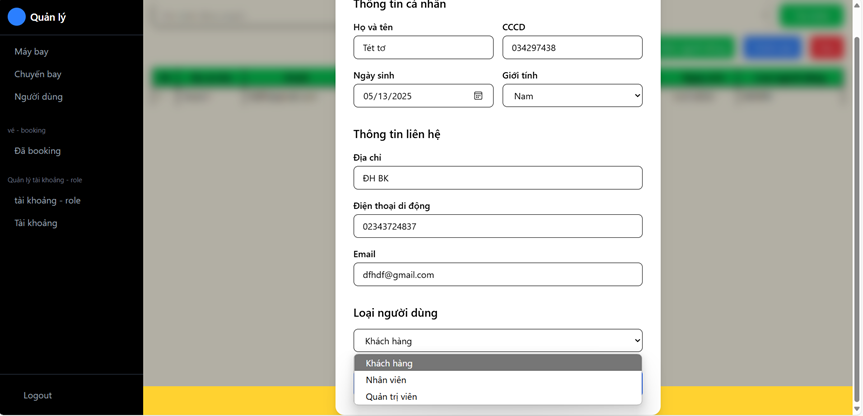 Quản lý
Máy bay
Chuyến bay
Người dùng
vé - booking
Đã booking
Quản lý tài khoảng - role
tài khoảng - role
Tài khoảng
Logout
Thông tin cá nhân
Họ và tên
CCCD
Tét tơ
034297438
Ngày sinh
Giới tính
05/13/2025
Nam
Thông tin liên hệ
Địa chỉ
ĐH BK
Điện thoại di động
02343724837
Email
dfhdf@gmail.com
Loại người dùng
Khách hàng
Khách hàng
Nhân viên
Quản trị viên